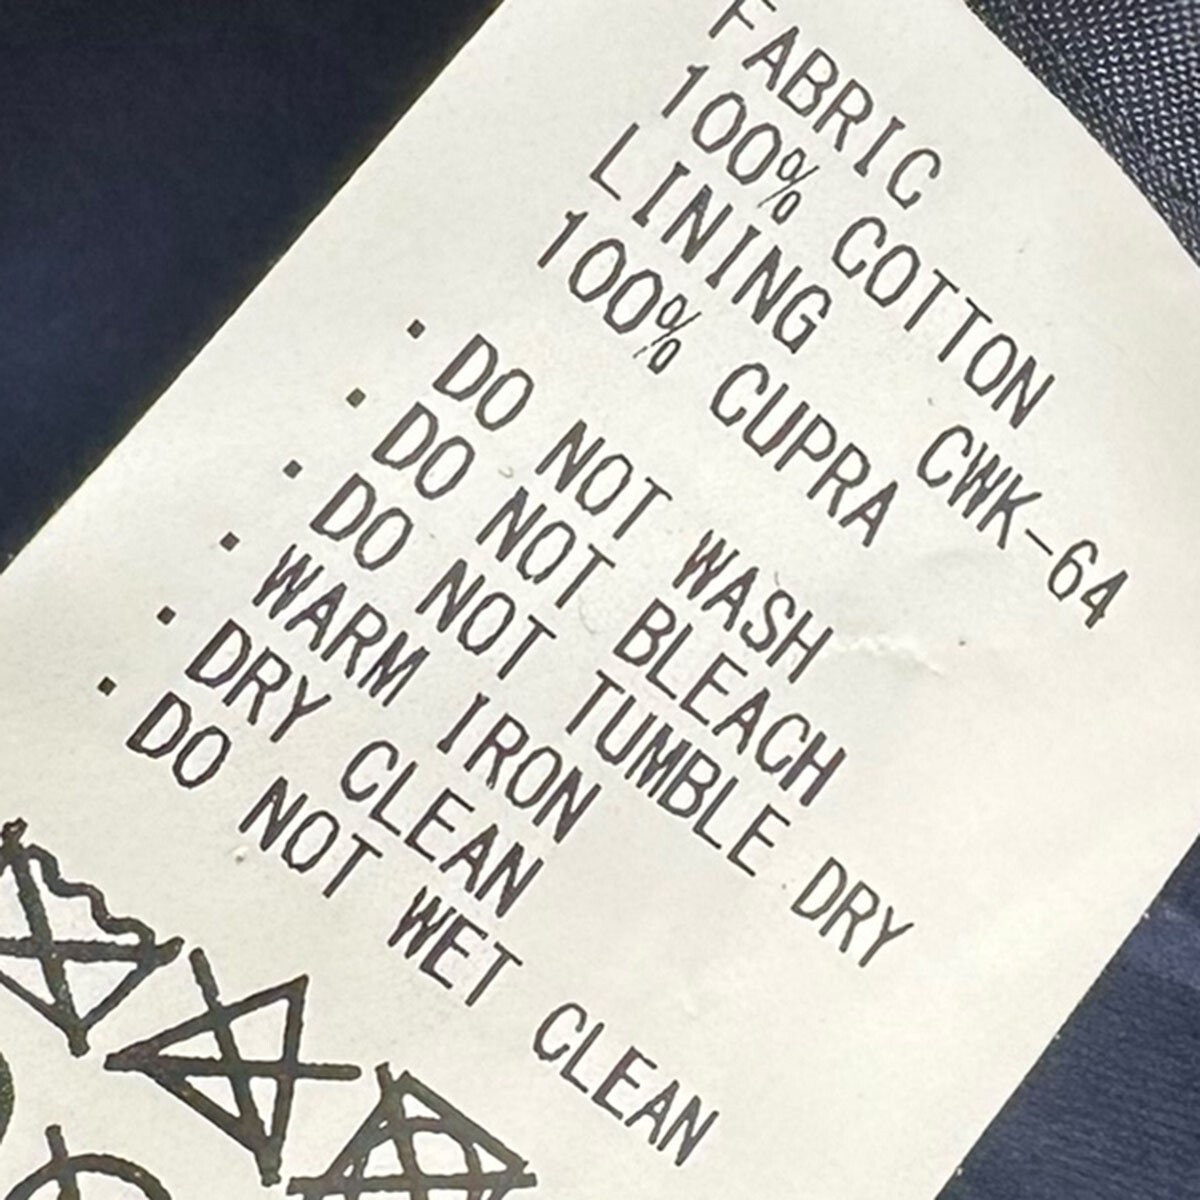 FABRIC
100% COTTON
LINING CWK-64
100% CUPRA
· DO NOT WASH
· DO NOT BLEACH
· DO NOT TUMBLE DRY
· WARM IRON
· DRY CLEAN
· DO NOT WET CLEAN